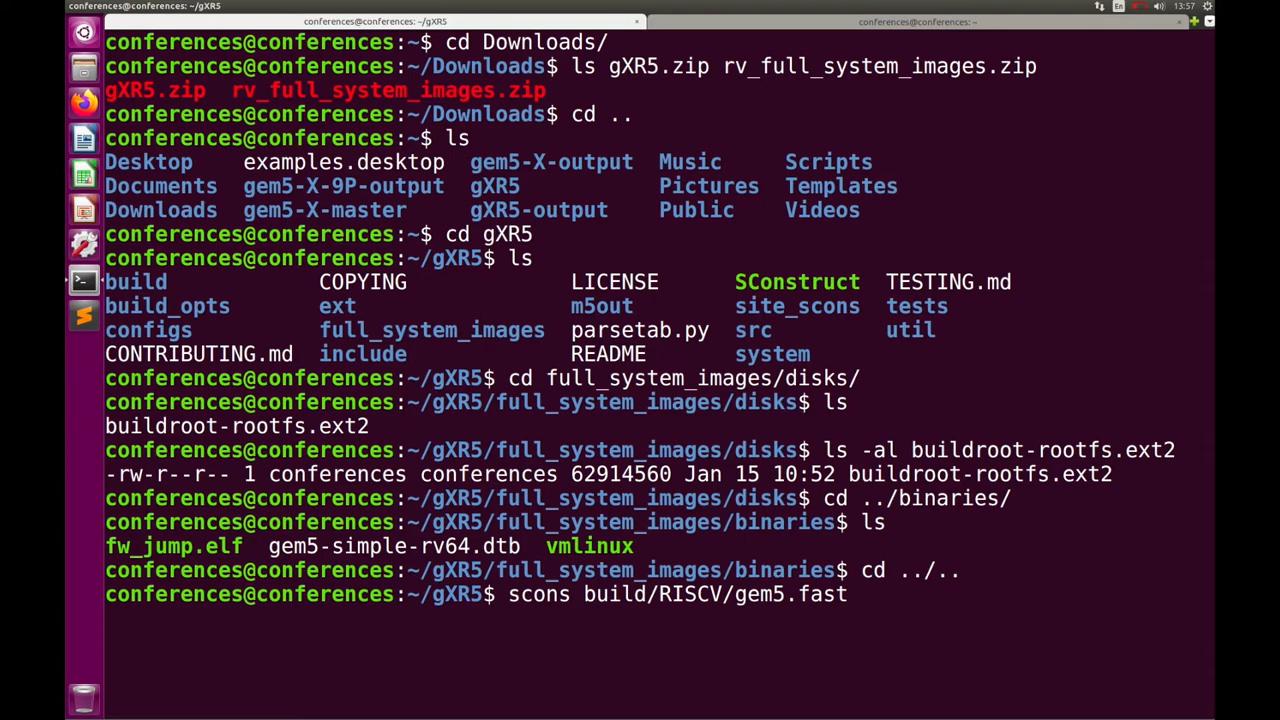 conferences@conferences: ~/gXR5
13:57
En
conferences@conferences: ~/gXR5
conferences@conferences: ~
conferences@conferences:~$ cd Downloads/
conferences@conferences:~/Downloads$ ls gXR5.zip rv_full_system_images.zip
gXR5.zip  rv_full_system_images.zip
conferences@conferences:~/Downloads$ cd ..
conferences@conferences:~$ ls
Desktop    examples.desktop  gem5-X-output  Music     Scripts
Documents  gem5-X-9P-output  gXR5           Pictures  Templates
Downloads  gem5-X-master     gXR5-output    Public    Videos
conferences@conferences:~$ cd gXR5
conferences@conferences:~/gXR5$ ls
build            COPYING             LICENSE      SConstruct  TESTING.md
build_opts       ext                 m5out        site_scons  tests
configs          full_system_images  parsetab.py  src         util
CONTRIBUTING.md  include             README       system
conferences@conferences:~/gXR5$ cd full_system_images/disks/
conferences@conferences:~/gXR5/full_system_images/disks$ ls
buildroot-rootfs.ext2
conferences@conferences:~/gXR5/full_system_images/disks$ ls -al buildroot-rootfs.ext2
-rw-r--r-- 1 conferences conferences 62914560 Jan 15 10:52 buildroot-rootfs.ext2
conferences@conferences:~/gXR5/full_system_images/disks$ cd ../binaries/
conferences@conferences:~/gXR5/full_system_images/binaries$ ls
fw_jump.elf  gem5-simple-rv64.dtb  vmlinux
conferences@conferences:~/gXR5/full_system_images/binaries$ cd ../..
conferences@conferences:~/gXR5$ scons build/RISCV/gem5.fast